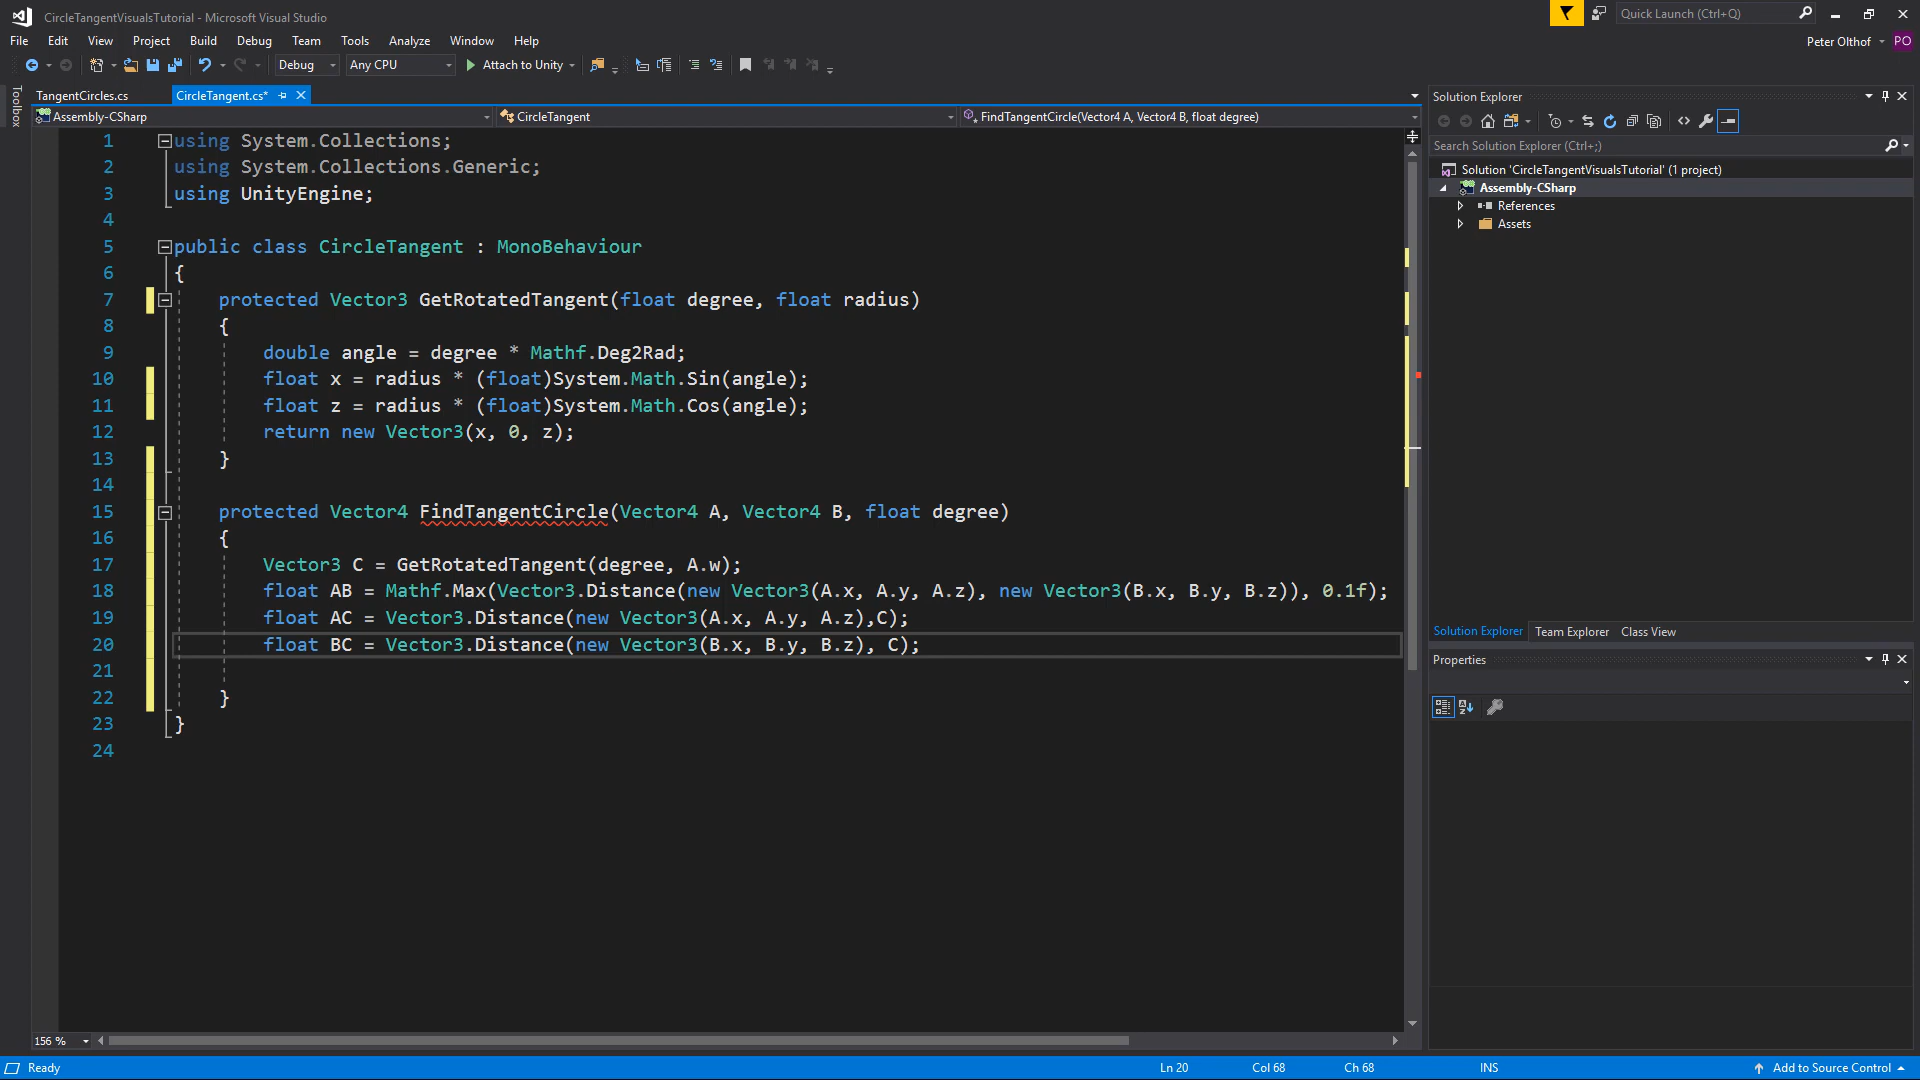 CircleTangentVisualsTutorial - Microsoft Visual Studio
Quick Launch (Ctrl+Q)
File Edit View Project Build Debug Team Tools Analyze Window Help
Peter Olthof PO
Debug Any CPU Attach to Unity
Toolbox
TangentCircles.cs CircleTangent.cs*
Assembly-CSharp CircleTangent FindTangentCircle(Vector4 A, Vector4 B, float degree)
1 using System.Collections;
2 using System.Collections.Generic;
3 using UnityEngine;
4
5 public class CircleTangent : MonoBehaviour
6 {
7 protected Vector3 GetRotatedTangent(float degree, float radius)
8 {
9 double angle = degree * Mathf.Deg2Rad;
10 float x = radius * (float)System.Math.Sin(angle);
11 float z = radius * (float)System.Math.Cos(angle);
12 return new Vector3(x, 0, z);
13 }
14
15 protected Vector4 FindTangentCircle(Vector4 A, Vector4 B, float degree)
16 {
17 Vector3 C = GetRotatedTangent(degree, A.w);
18 float AB = Mathf.Max(Vector3.Distance(new Vector3(A.x, A.y, A.z), new Vector3(B.x, B.y, B.z)), 0.1f);
19 float AC = Vector3.Distance(new Vector3(A.x, A.y, A.z),C);
20 float BC = Vector3.Distance(new Vector3(B.x, B.y, B.z), C);
21
22 }
23 }
24
Solution Explorer
Search Solution Explorer (Ctrl+;)
Solution 'CircleTangentVisualsTutorial' (1 project)
Assembly-CSharp
References
Assets
Solution Explorer Team Explorer Class View
Properties
156 %
Ready Ln 20 Col 68 Ch 68 INS Add to Source Control